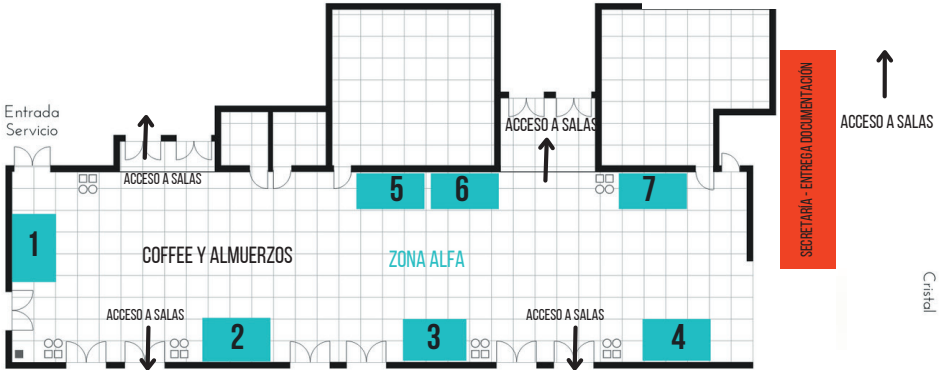 Entrada
Servicio
ACCESO A SALAS
ACCESO A SALAS
ACCESO A SALAS
SECRETARÍA - ENTREGA DOCUMENTACIÓN
5
6
7
1
COFFEE Y ALMUERZOS
ZONA ALFA
Cristal
ACCESO A SALAS
ACCESO A SALAS
2
3
4